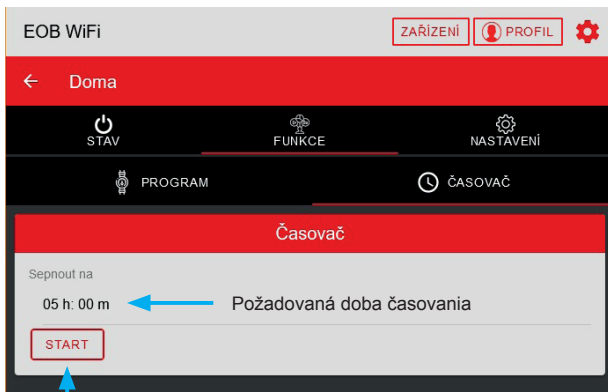 EOB WiFi ZAŘÍZENÍ PROFIL
Doma
STAV FUNKCE NASTAVENÍ
PROGRAM ČASOVAČ
Časovač
Sepnout na
05 h: 00 m Požadovaná doba časovania
START